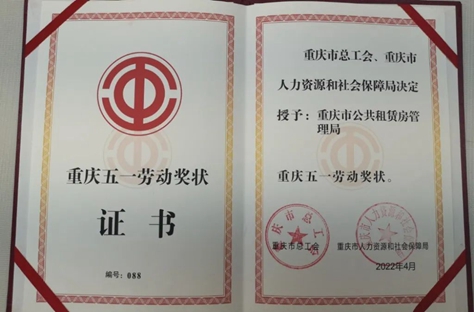 重庆五一劳动奖状
证书
编号：088
重庆市总工会、重庆市
人力资源和社会保障局决定
授予：重庆市公共租赁房管
理局
重庆五一劳动奖状。
重庆市总工会
重庆市人力资源和社会保障局
2022年4月